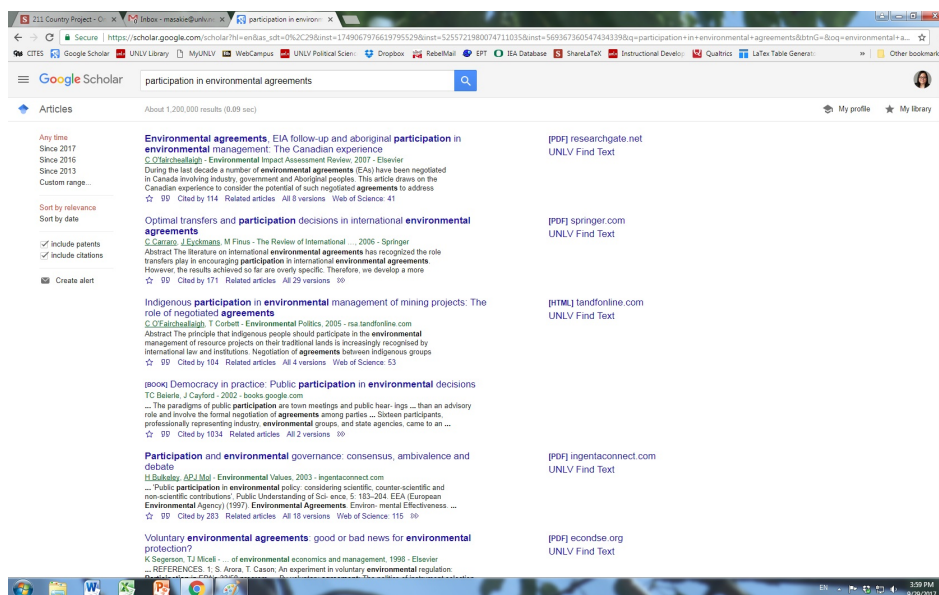 211 Country Project - On
Inbox - masakie@unlv.n
participation in environm
Secure
https://scholar.google.com/scholar?hl=en&as_sdt=0%2C29&inst=1749067976619795529&inst=5255721980074711035&inst=569367360547434339&q=participation+in+environmental+agreements&btnG=&oq=environmental+a...
CITES
Google Scholar
UNLV Library
MyUNLV
WebCampus
UNLV Political Scienc
Dropbox
RebelMail
EPT
IEA Database
ShareLaTeX
Instructional Develop
Qualtrics
LaTex Table Generato
»
Other bookmark
Google Scholar
participation in environmental agreements
Articles
About 1,200,000 results (0.09 sec)
My profile
My library
Any time
Since 2017
Since 2016
Since 2013
Custom range...
Sort by relevance
Sort by date
include patents
include citations
Create alert
Environmental agreements, EIA follow-up and aboriginal participation in
environmental management: The Canadian experience
C O'faircheallaigh - Environmental Impact Assessment Review, 2007 - Elsevier
During the last decade a number of environmental agreements (EAs) have been negotiated
in Canada involving industry, government and Aboriginal peoples. This article draws on the
Canadian experience to consider the potential of such negotiated agreements to address
Cited by 114 Related articles All 8 versions Web of Science: 41
[PDF] researchgate.net
UNLV Find Text
Optimal transfers and participation decisions in international environmental
agreements
C Carraro, J Eyckmans, M Finus - The Review of International ..., 2006 - Springer
Abstract The literature on international environmental agreements has recognized the role
transfers play in encouraging participation in international environmental agreements.
However, the results achieved so far are overly specific. Therefore, we develop a more
Cited by 171 Related articles All 29 versions
[PDF] springer.com
UNLV Find Text
Indigenous participation in environmental management of mining projects: The
role of negotiated agreements
C O'Faircheallaigh, T Corbett - Environmental Politics, 2005 - rsa.tandfonline.com
Abstract The principle that indigenous people should participate in the environmental
management of resource projects on their traditional lands is increasingly recognised by
international law and institutions. Negotiation of agreements between indigenous groups
Cited by 104 Related articles All 4 versions Web of Science: 53
[HTML] tandfonline.com
UNLV Find Text
[BOOK] Democracy in practice: Public participation in environmental decisions
TC Beierle, J Cayford - 2002 - books.google.com
... The paradigms of public participation are town meetings and public hear- ings ... than an advisory
role and involve the formal negotiation of agreements among parties ... Sixteen participants,
professionally representing industry, environmental groups, and state agencies, came to an ...
Cited by 1034 Related articles All 2 versions
Participation and environmental governance: consensus, ambivalence and
debate
H Bulkeley, APJ Mol - Environmental Values, 2003 - ingentaconnect.com
... 'Public participation in environmental policy: considering scientific, counter-scientific and
non-scientific contributions', Public Understanding of Sci- ence, 5: 183–204. EEA (European
Environmental Agency) (1997). Environmental Agreements. Environ- mental Effectiveness. ...
Cited by 283 Related articles All 18 versions Web of Science: 115
[PDF] ingentaconnect.com
UNLV Find Text
Voluntary environmental agreements: good or bad news for environmental
protection?
K Segerson, TJ Miceli - ... of environmental economics and management, 1998 - Elsevier
... REFERENCES. 1; S. Arora, T. Cason; An experiment in voluntary environmental regulation:
[PDF] econdse.org
UNLV Find Text
EN
3:59 PM
9/29/2017